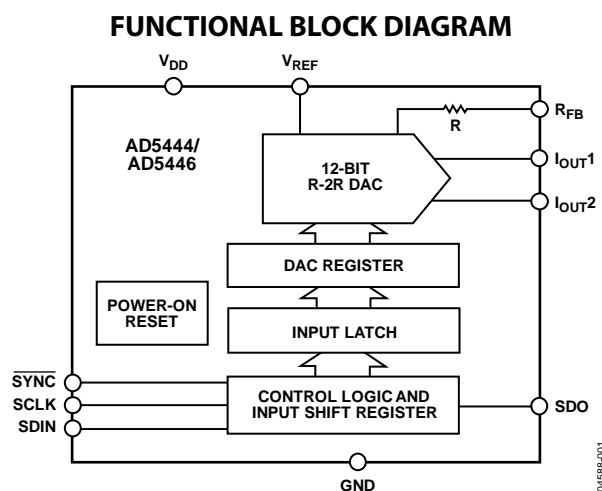 FUNCTIONAL BLOCK DIAGRAM
VDD
VREF
AD5444/
AD5446
R
RFB
12-BIT
R-2R DAC
IOUT1
IOUT2
DAC REGISTER
POWER-ON
RESET
INPUT LATCH
SYNC
SCLK
SDIN
CONTROL LOGIC AND
INPUT SHIFT REGISTER
SDO
GND
04588-001